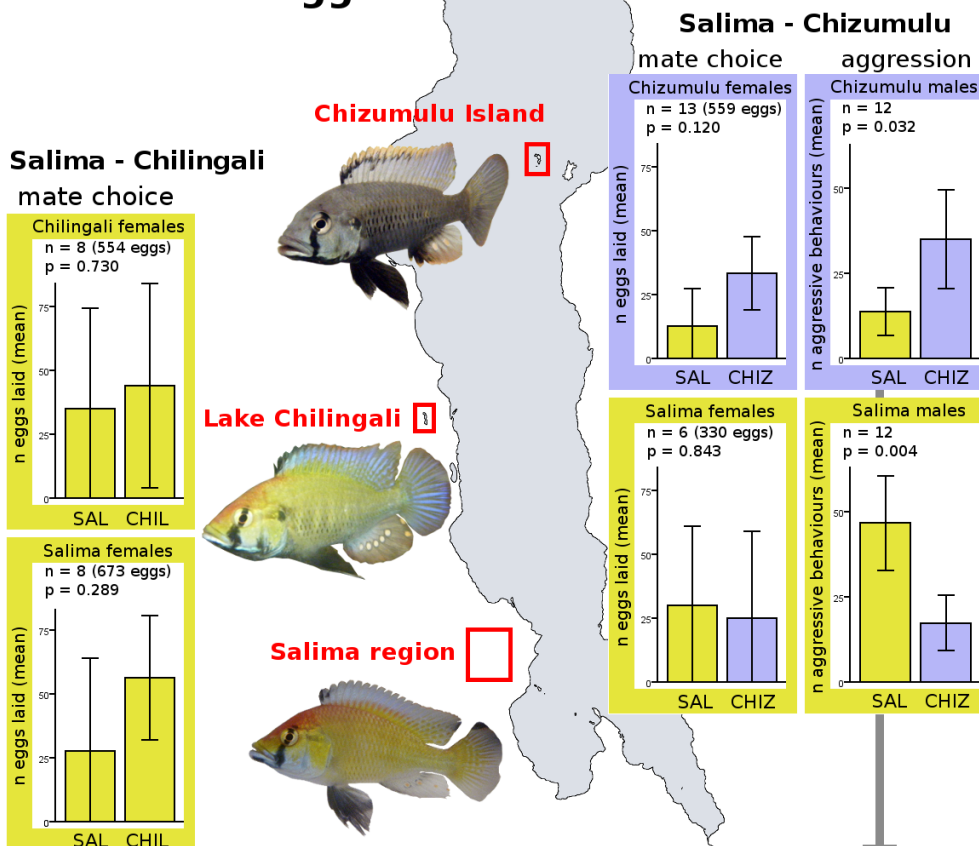 Salima - Chizumulu
mate choice
aggression
Chizumulu females
n = 13 (559 eggs)
p = 0.120
n eggs laid (mean)
75
50
25
0
SAL CHIZ
Chizumulu males
n = 12
p = 0.032
n aggressive behaviours (mean)
50
25
0
SAL CHIZ
Chizumulu Island
Salima - Chilingali
mate choice
Chilingali females
n = 8 (554 eggs)
p = 0.730
n eggs laid (mean)
75
50
25
0
SAL CHIL
Lake Chilingali
Salima females
n = 6 (330 eggs)
p = 0.843
n eggs laid (mean)
75
50
25
0
SAL CHIZ
Salima males
n = 12
p = 0.004
n aggressive behaviours (mean)
50
25
0
SAL CHIZ
Salima females
n = 8 (673 eggs)
p = 0.289
n eggs laid (mean)
75
50
25
0
SAL CHIL
Salima region